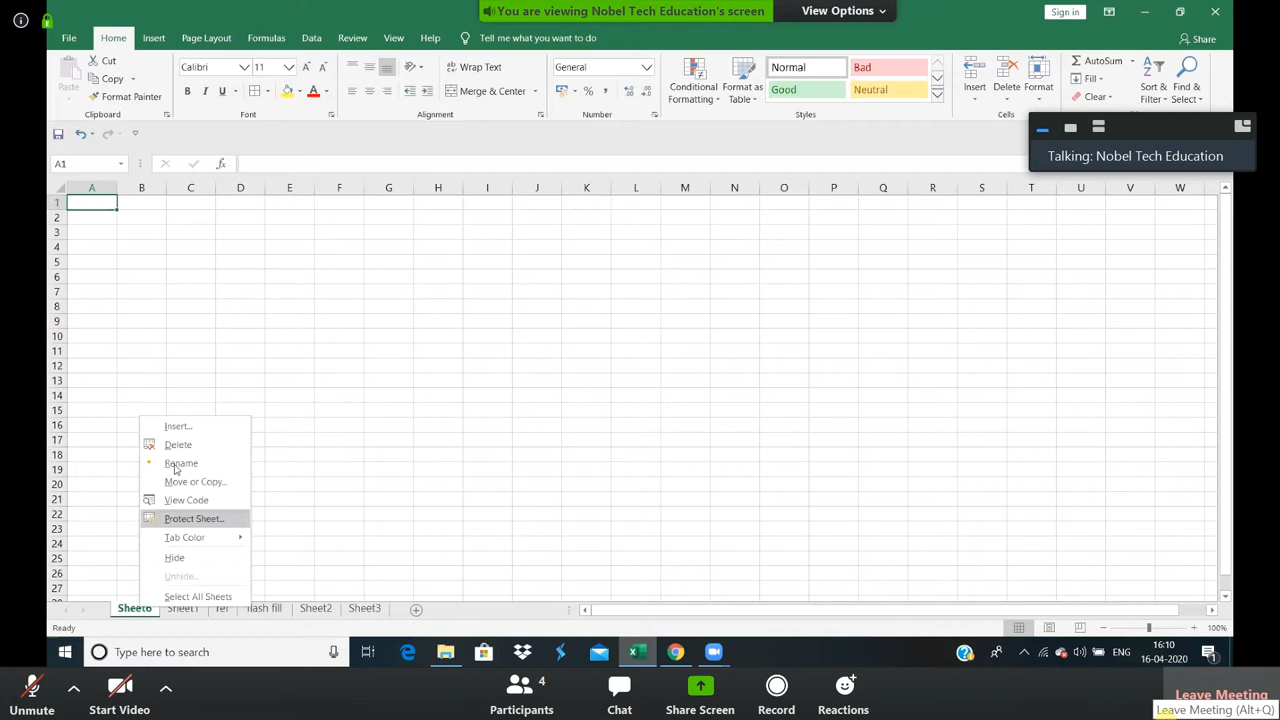 You are viewing Nobel Tech Education's screen
View Options
Sign in
File Home Insert Page Layout Formulas Data Review View Help Tell me what you want to do
Share
Paste
Cut
Copy
Format Painter
Clipboard
Calibri 11
B I U
Font
Wrap Text
Merge & Center
Alignment
General
%
Number
Conditional Formatting
Format as Table
Normal Bad
Good Neutral
Styles
Insert Delete Format
Cells
AutoSum
Fill
Clear
Sort & Filter
Find & Select
Talking: Nobel Tech Education
A1
fx
A B C D E F G H I J K L M N O P Q R S T U V W
1
2
3
4
5
6
7
8
9
10
11
12
13
14
15
16
17
18
19
20
21
22
23
24
25
26
27
Insert...
Delete
Rename
Move or Copy...
View Code
Protect Sheet...
Tab Color
Hide
Unhide...
Select All Sheets
Sheet6 Sheet1 ref flash fill Sheet2 Sheet3
Ready
100%
Type here to search
ENG
16:10
16-04-2020
1
Unmute
Start Video
4
Participants
Chat
Share Screen
Record
Reactions
Leave Meeting
Leave Meeting (Alt+Q)